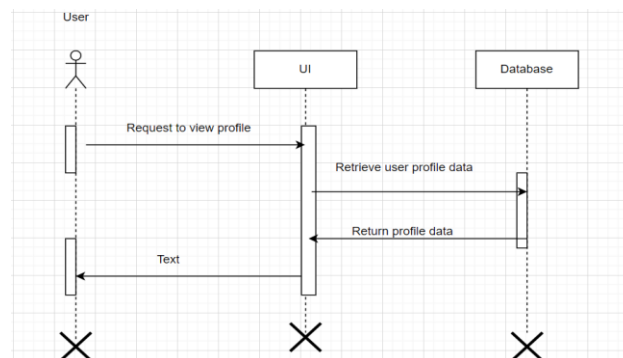 User
UI
Database
Request to view profile
Retrieve user profile data
Return profile data
Text